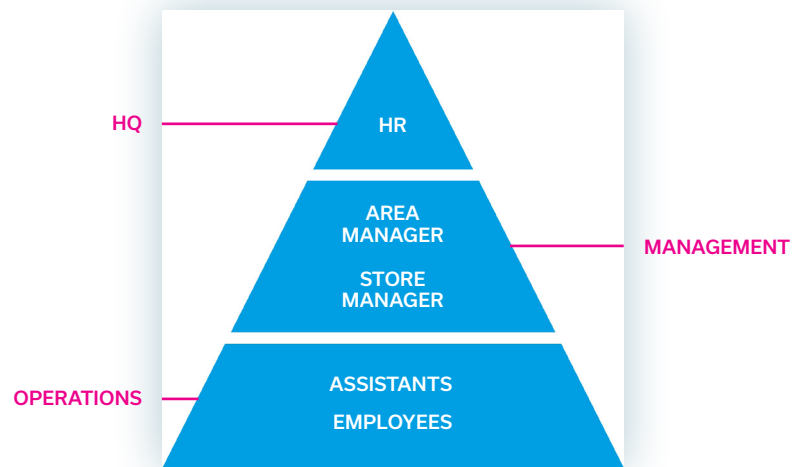 HR
HQ
AREA
MANAGER
MANAGEMENT
STORE
MANAGER
ASSISTANTS
OPERATIONS
EMPLOYEES